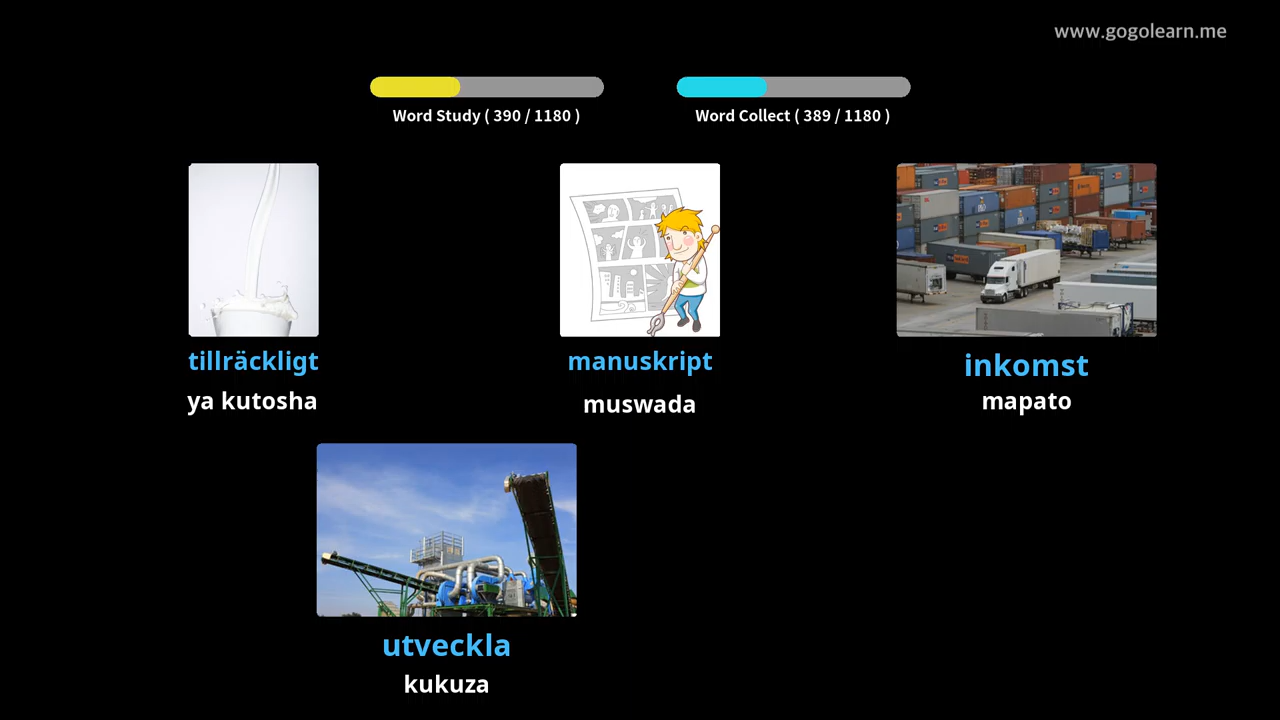 www.gogolearn.me
Word Study ( 390 / 1180 )
Word Collect ( 389 / 1180 )
tillräckligt
ya kutosha
manuskript
muswada
inkomst
mapato
utveckla
kukuza